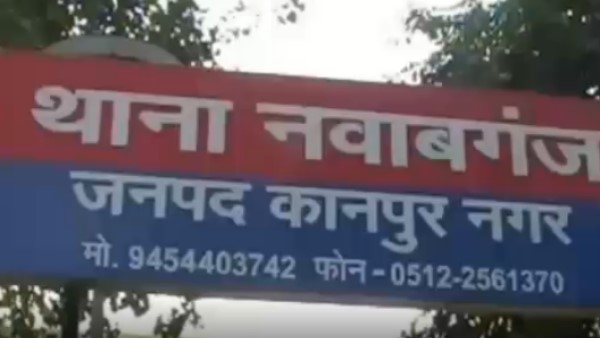 थाना नवाबगंज
जनपद कानपुर नगर
मो. 9454403742 फोन-0512-2561370